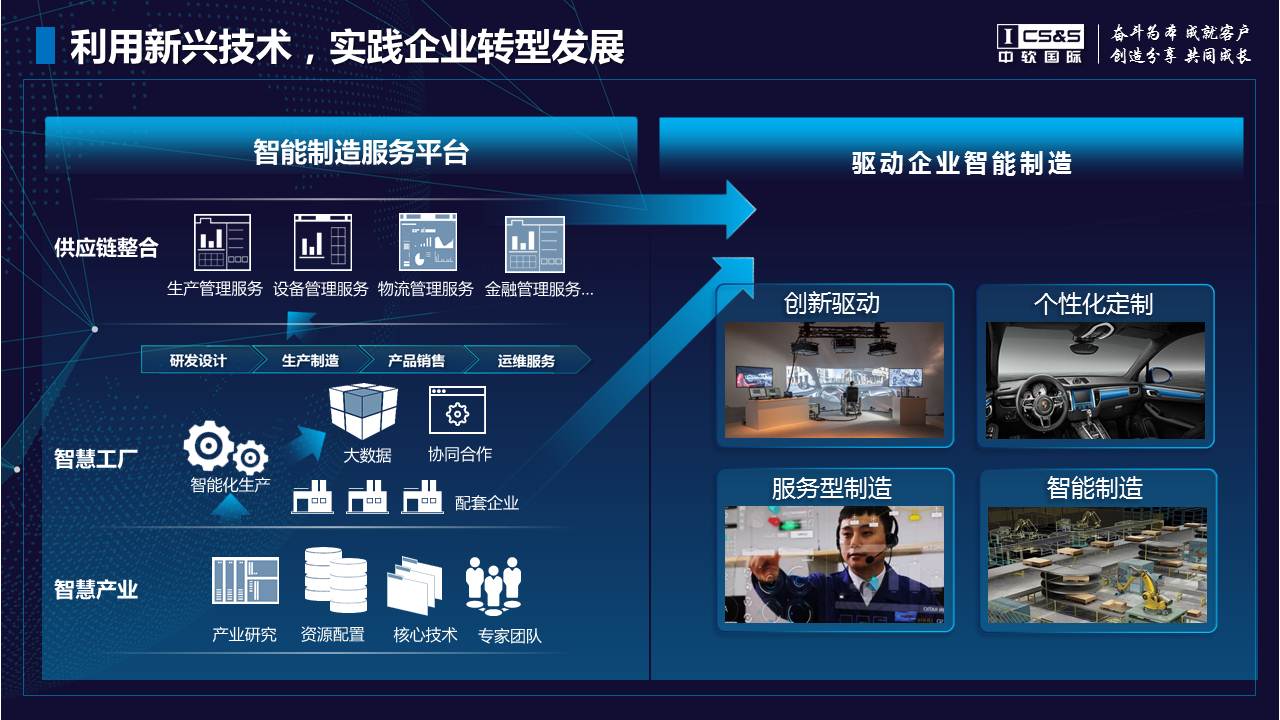 利用新兴技术，实践企业转型发展
CS&S
中软国际
奋斗为本 成就客户
创造分享 共同成长
智能制造服务平台
供应链整合
生产管理服务 设备管理服务 物流管理服务 金融管理服务...
研发设计 生产制造 产品销售 运维服务
智慧工厂
智能化生产
大数据 协同合作
配套企业
智慧产业
产业研究 资源配置 核心技术 专家团队
驱动企业智能制造
创新驱动 个性化定制
服务型制造 智能制造